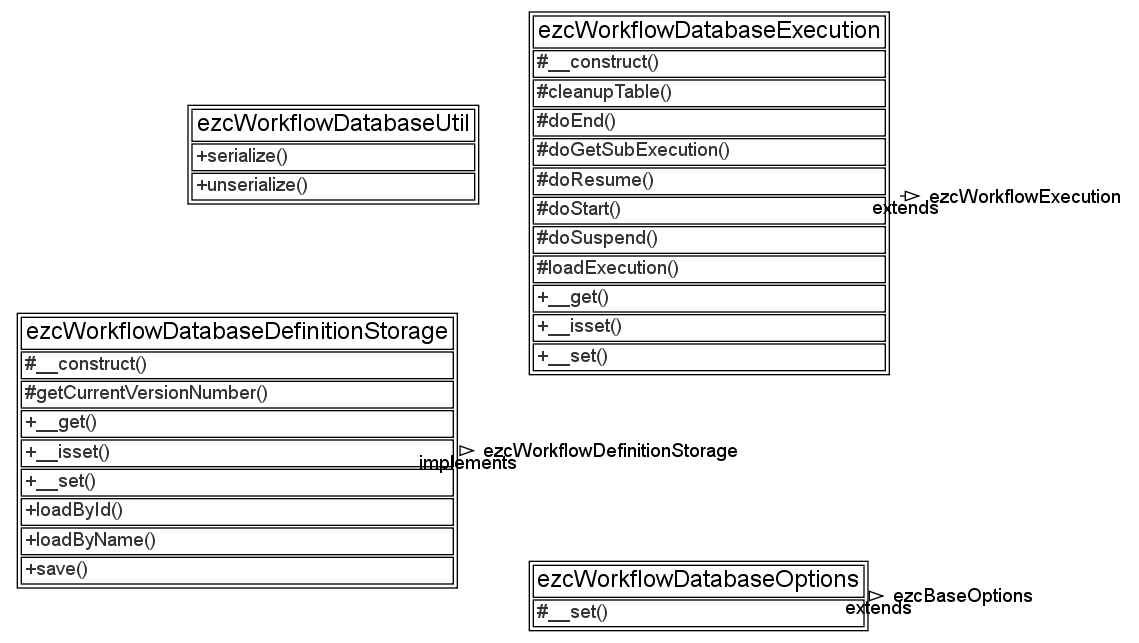 ezcWorkflowDatabaseExecution
#__construct()
#cleanupTable()
#doEnd()
#doGetSubExecution()
#doResume()
#doStart()
#doSuspend()
#loadExecution()
+__get()
+__isset()
+__set()
extends
ezcWorkflowExecution
ezcWorkflowDatabaseUtil
+serialize()
+unserialize()
ezcWorkflowDatabaseDefinitionStorage
#__construct()
#getCurrentVersionNumber()
+__get()
+__isset()
+__set()
+loadById()
+loadByName()
+save()
implements
ezcWorkflowDefinitionStorage
ezcWorkflowDatabaseOptions
#__set()
extends
ezcBaseOptions